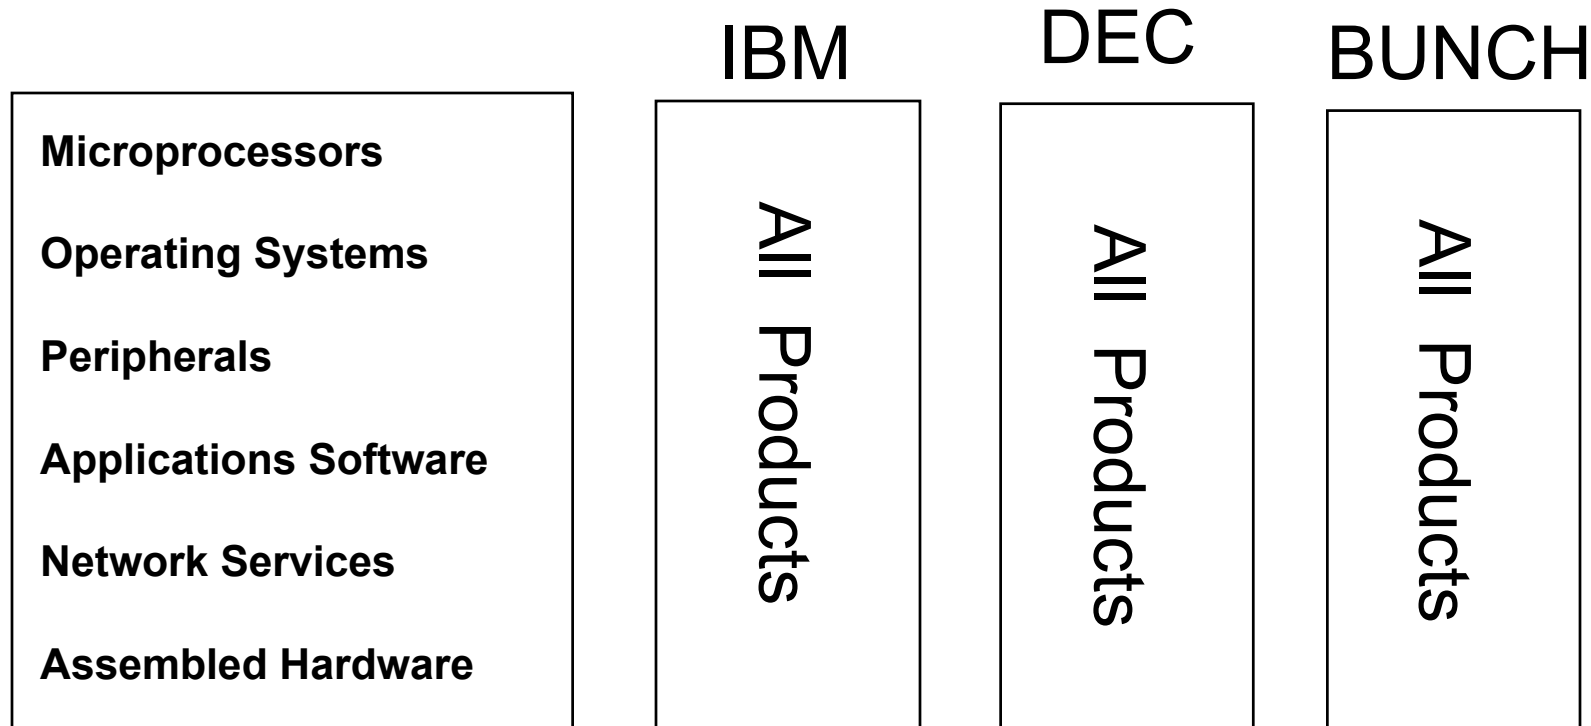 IBM
DEC
BUNCH
Microprocessors
Operating Systems
Peripherals
Applications Software
Network Services
Assembled Hardware
All Products
All Products
All Products